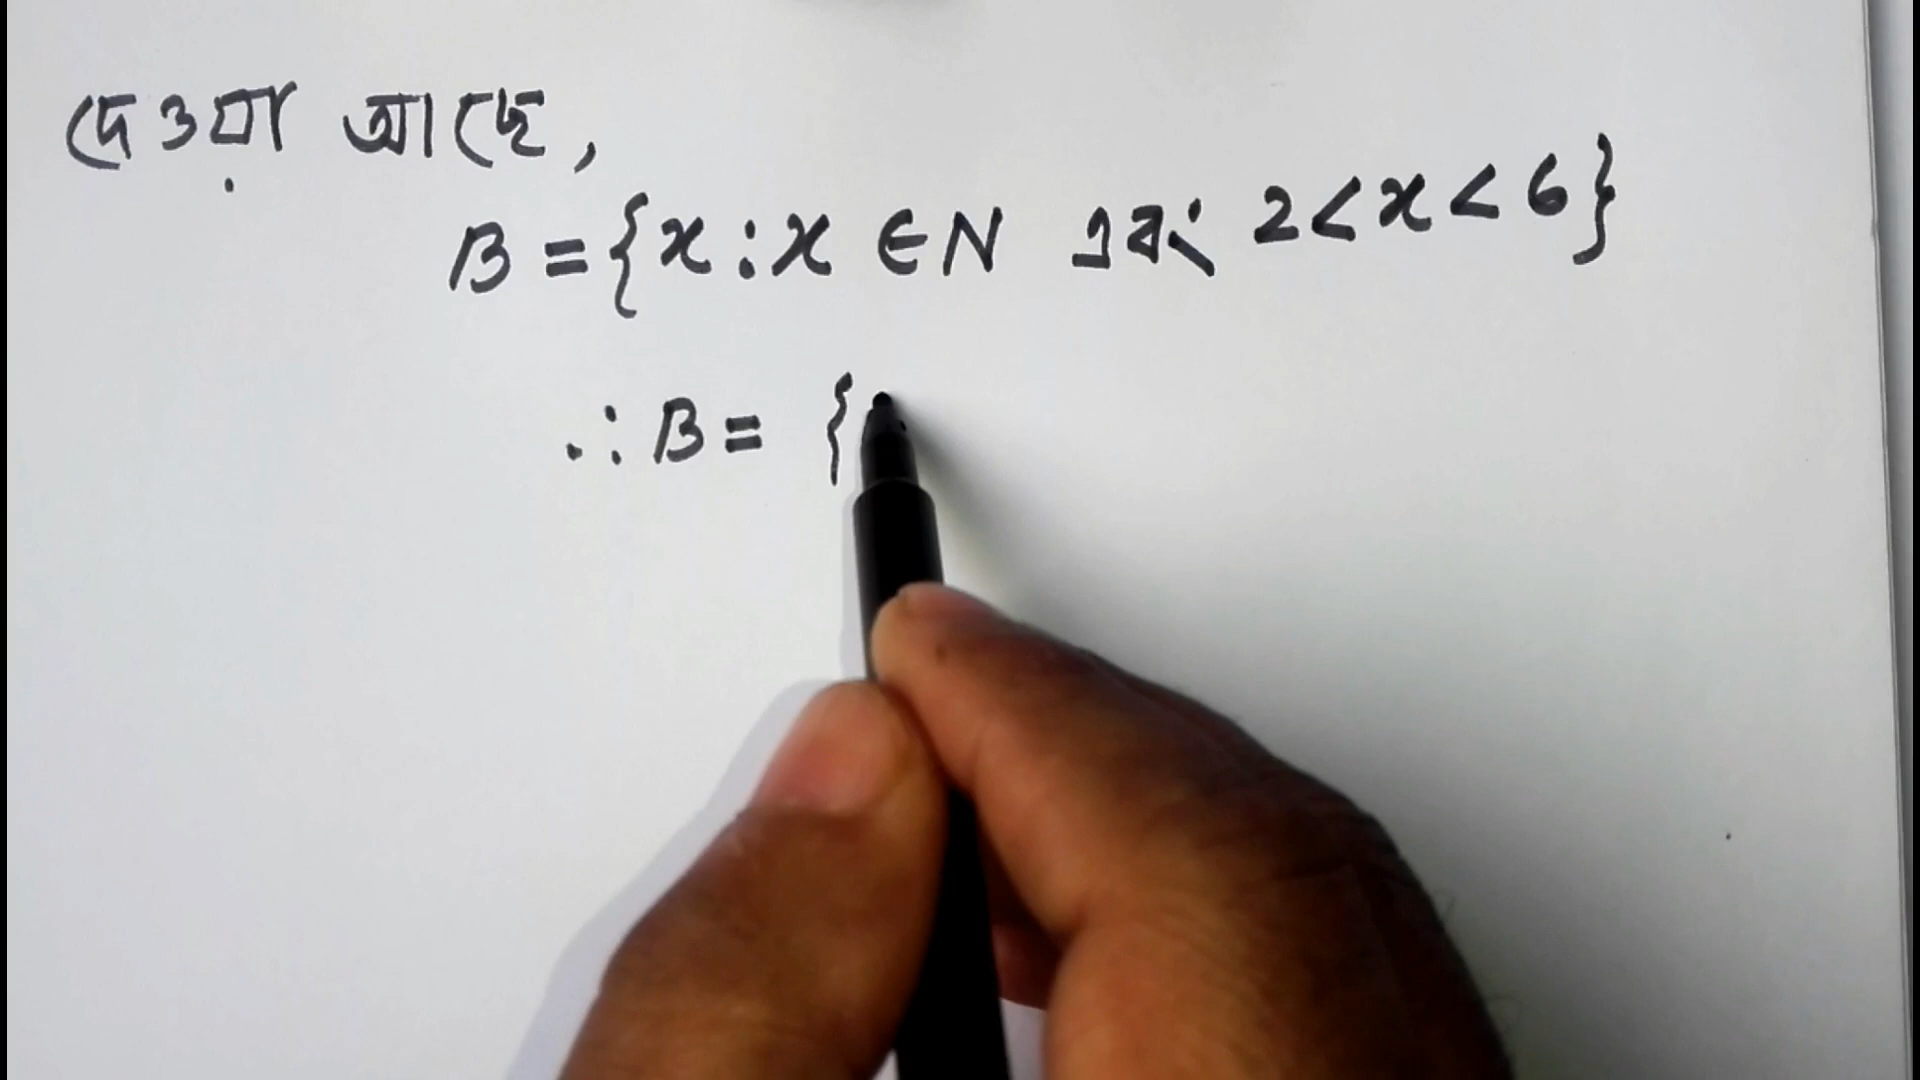 দেওয়া আছে,
B = {x : x ∈ N এবং 2 < x < 6}
∴ B = {